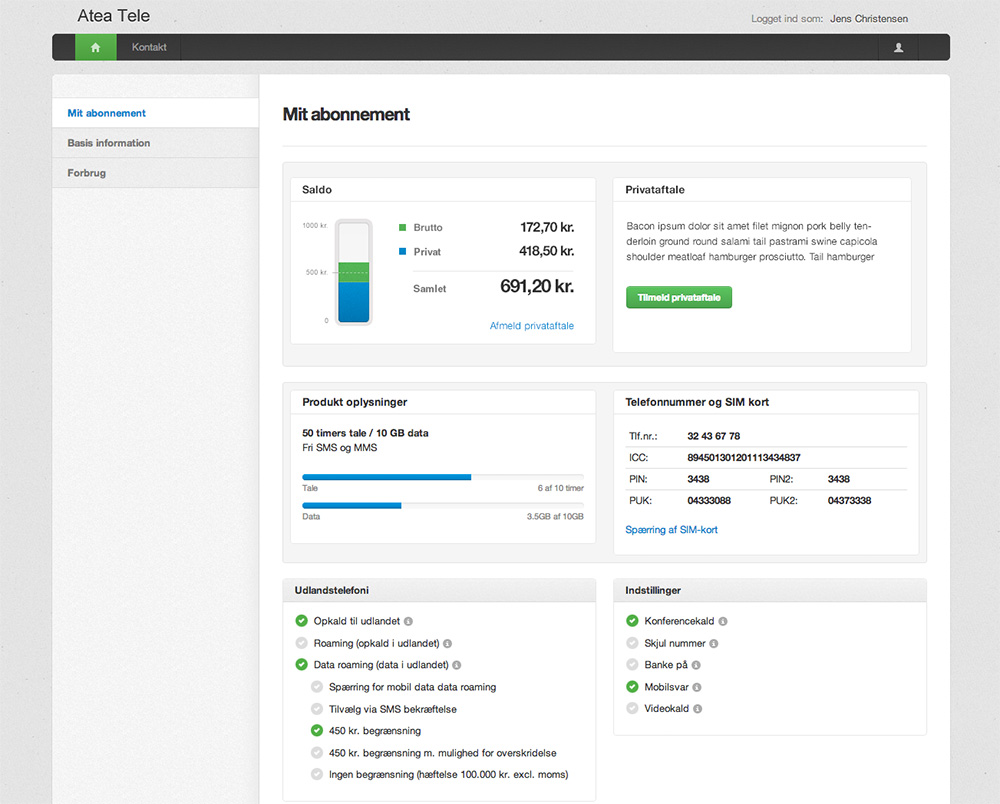 Atea Tele
Logget ind som: Jens Christensen
Kontakt
Mit abonnement
Basis information
Forbrug
Mit abonnement
Saldo
1000 kr.
500 kr.
0
Brutto 172,70 kr.
Privat 418,50 kr.
Samlet 691,20 kr.
Afmeld privataftale
Privataftale
Bacon ipsum dolor sit amet filet mignon pork belly ten-
derloin ground round salami tail pastrami swine capicola
shoulder meatloaf hamburger prosciutto. Tail hamburger
Tilmeld privataftale
Produkt oplysninger
50 timers tale / 10 GB data
Fri SMS og MMS
Tale 6 af 10 timer
Data 3.5GB af 10GB
Telefonnummer og SIM kort
Tlf.nr.: 32 43 67 78
ICC: 894501301201113434837
PIN: 3438 PIN2: 3438
PUK: 04333088 PUK2: 04373338
Spærring af SIM-kort
Udlandstelefoni
Opkald til udlandet
Roaming (opkald i udlandet)
Data roaming (data i udlandet)
Spærring for mobil data data roaming
Tilvælg via SMS bekræftelse
450 kr. begrænsning
450 kr. begrænsning m. mulighed for overskridelse
Ingen begrænsning (hæftelse 100.000 kr. excl. moms)
Indstillinger
Konferencekald
Skjul nummer
Banke på
Mobilsvar
Videokald